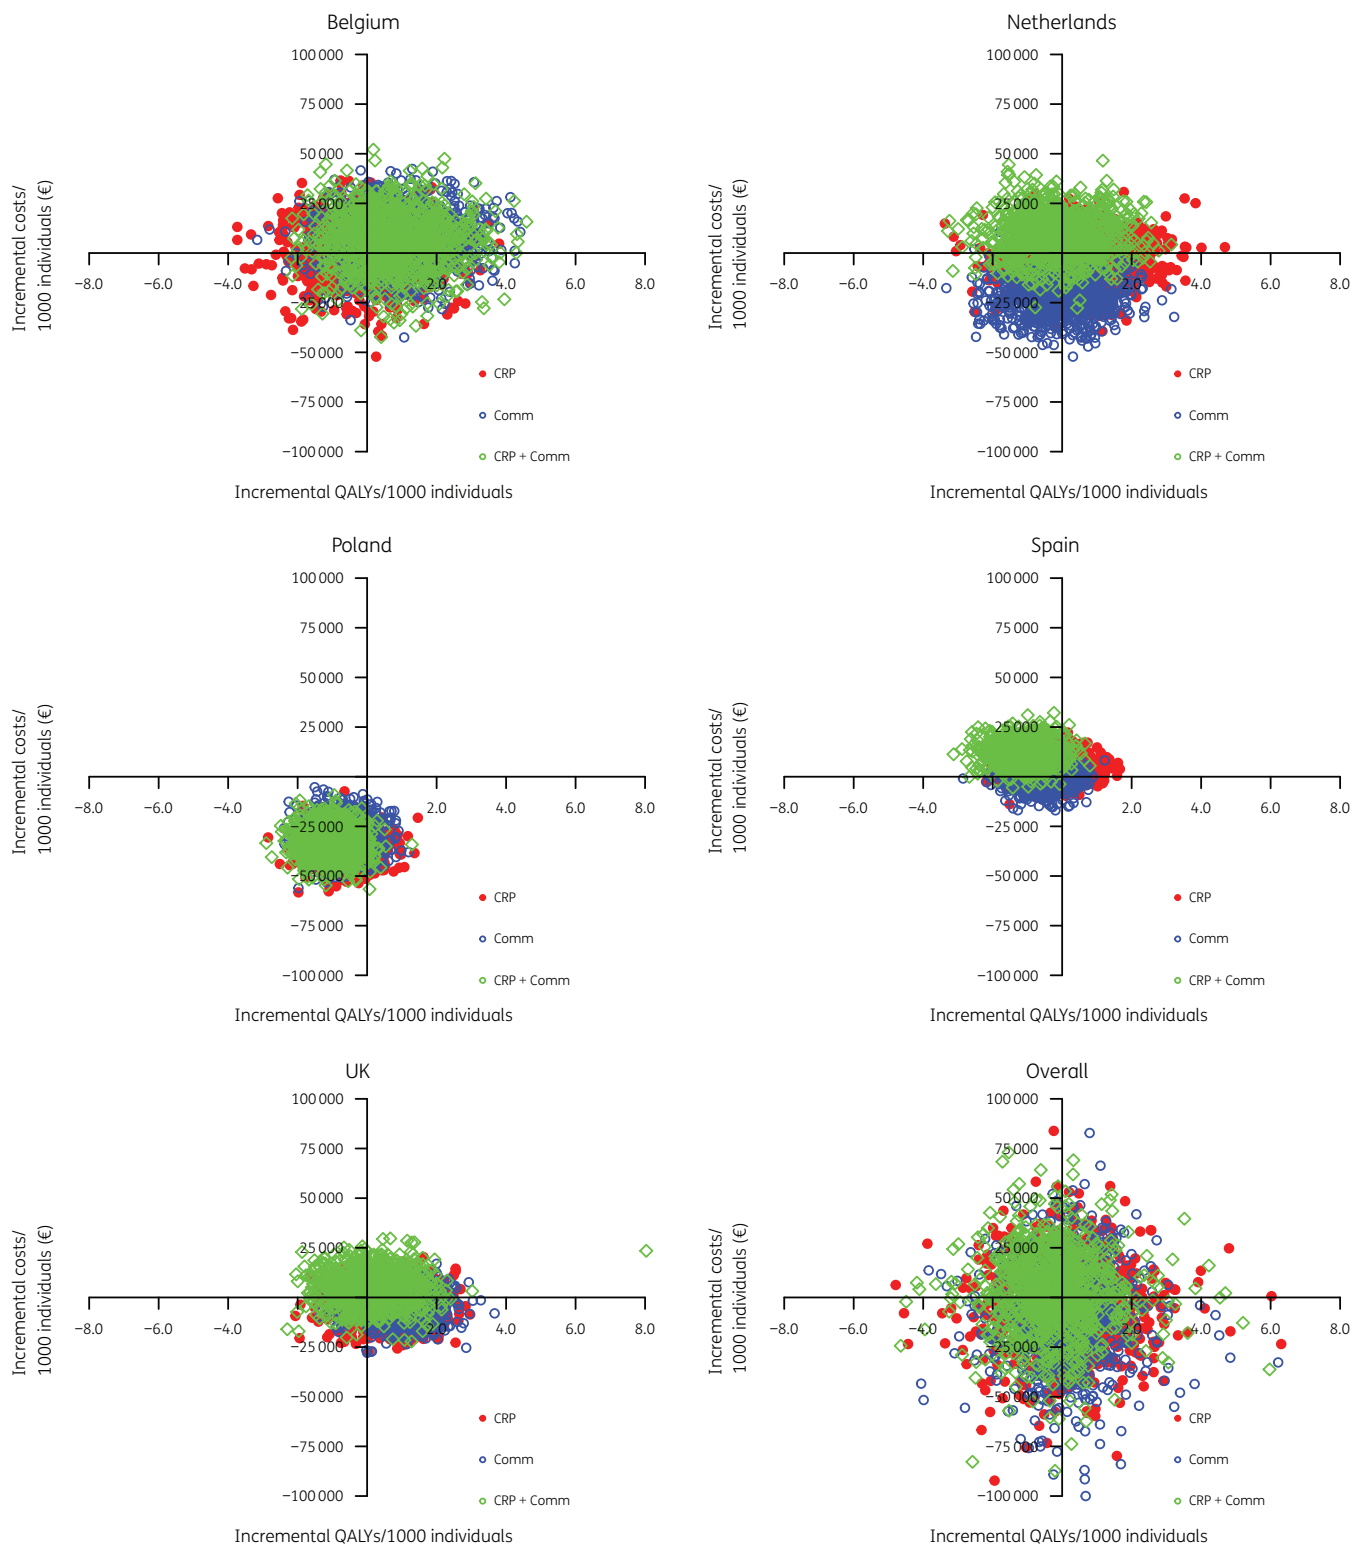 Belgium
100 000
75 000
50 000
25 000
−25 000
−50 000
−75 000
−100 000
−8.0 −4.0 2.0 4.0 8.0
Incremental costs/
1000 individuals (€)
CRP
Comm
CRP + Comm
Incremental QALYs/1000 individuals
Netherlands
100 000
75 000
50 000
25 000
−25 000
−50 000
−75 000
−100 000
−8.0 −6.0 −4.0 −2.0 2.0 4.0 6.0 8.0
Incremental costs/
1000 individuals (€)
CRP
Comm
CRP + Comm
Incremental QALYs/1000 individuals
Poland
100 000
75 000
50 000
25 000
−25 000
−50 000
−75 000
−100 000
−8.0 −4.0 2.0 4.0 8.0
Incremental costs/
1000 individuals (€)
CRP
Comm
CRP + Comm
Incremental QALYs/1000 individuals
Spain
100 000
75 000
50 000
25 000
−25 000
−50 000
−75 000
−100 000
−8.0 −6.0 −4.0 −2.0 2.0 4.0 6.0 8.0
Incremental costs/
1000 individuals (€)
CRP
Comm
CRP + Comm
Incremental QALYs/1000 individuals
UK
100 000
75 000
50 000
25 000
−25 000
−50 000
−75 000
−100 000
−8.0 −4.0 2.0 4.0 8.0
Incremental costs/
1000 individuals (€)
CRP
Comm
CRP + Comm
Incremental QALYs/1000 individuals
Overall
100 000
75 000
50 000
25 000
−25 000
−50 000
−75 000
−100 000
−8.0 −6.0 −4.0 −2.0 2.0 4.0 6.0 8.0
Incremental costs/
1000 individuals (€)
CRP
Comm
CRP + Comm
Incremental QALYs/1000 individuals